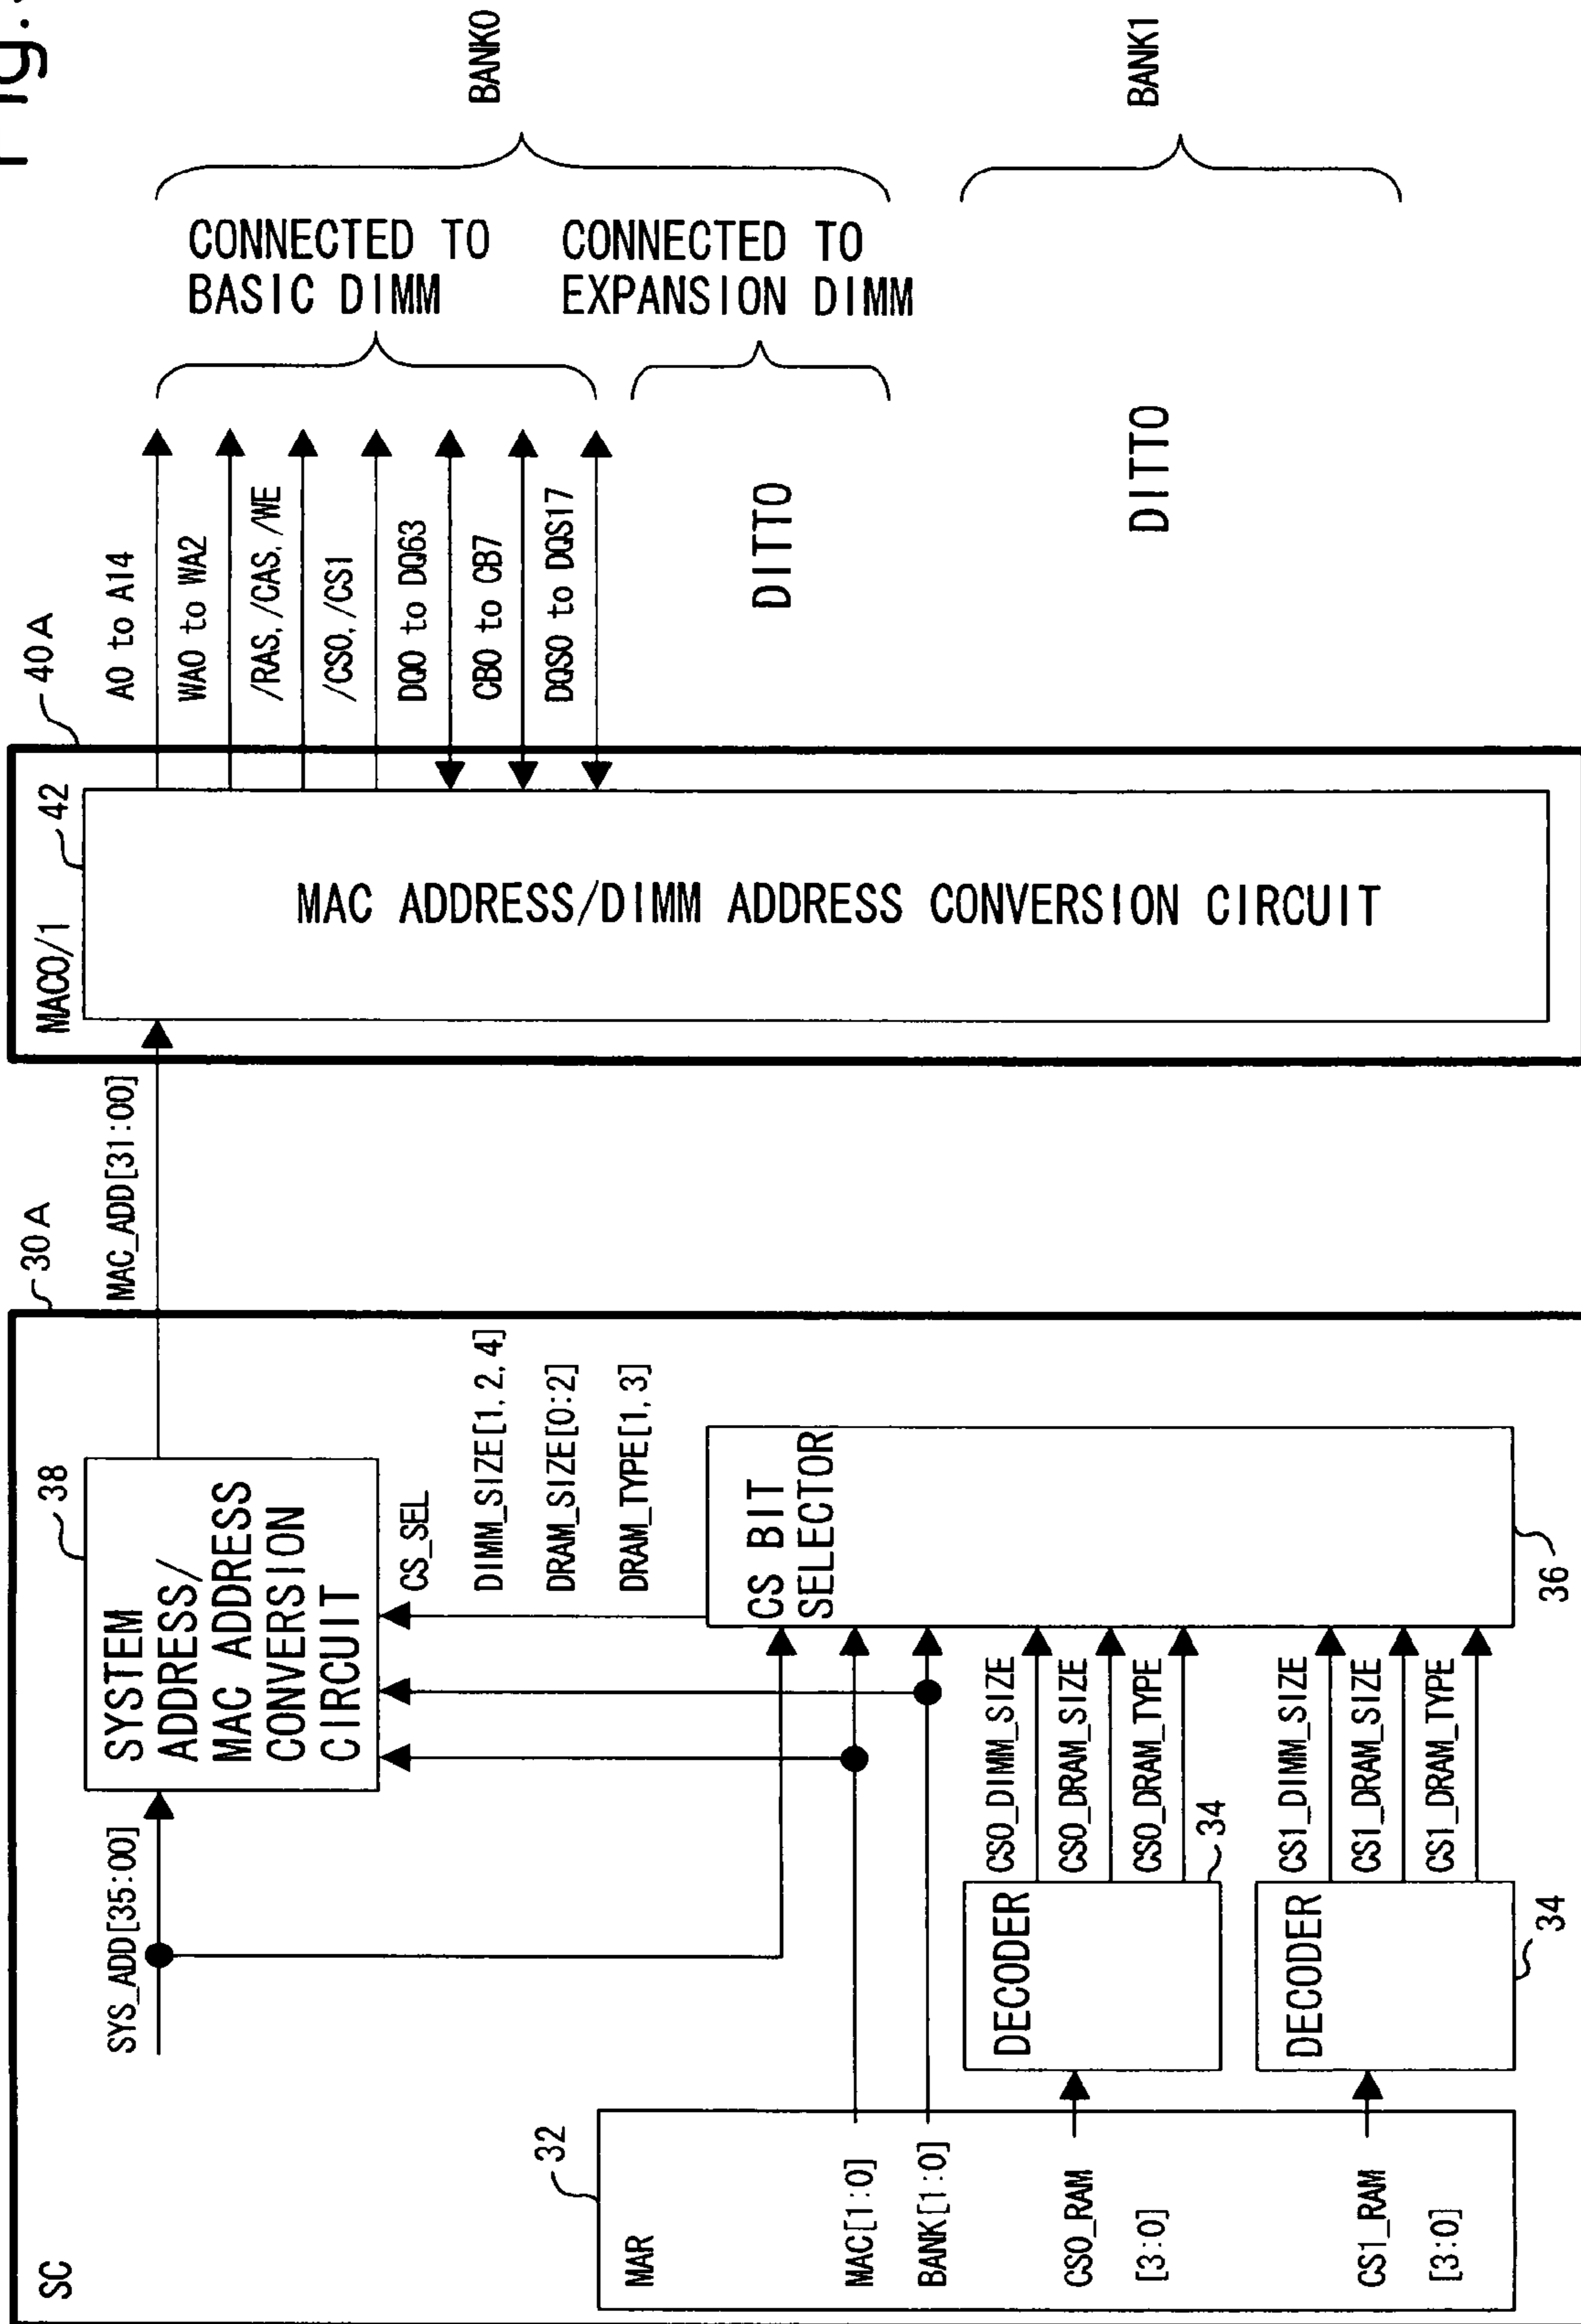 Fig.
SC
30A
SYS_ADD[35:00]
SYSTEM
ADDRESS/
MAC ADDRESS
CONVERSION
CIRCUIT
38
MAC_ADD[31:00]
CS_SEL
DIMM_SIZE[1,2,4]
DRAM_SIZE[0:2]
DRAM_TYPE[1,3]
32
MAR
MAC[1:0]
BANK[1:0]
CS0_RAM
[3:0]
CS1_RAM
[3:0]
DECODER
34
DECODER
34
CS0_DIMM_SIZE
CS0_DRAM_SIZE
CS0_DRAM_TYPE
CS1_DIMM_SIZE
CS1_DRAM_SIZE
CS1_DRAM_TYPE
CS BIT
SELECTOR
36
40A
MAC0/1
42
MAC ADDRESS/DIMM ADDRESS CONVERSION CIRCUIT
A0 to A14
WA0 to WA2
/RAS,/CAS,/WE
/CS0,/CS1
DQ0 to DQ63
CB0 to CB7
DQS0 to DQS17
DITTO
DITTO
CONNECTED TO
BASIC DIMM
CONNECTED TO
EXPANSION DIMM
BANK0
BANK1